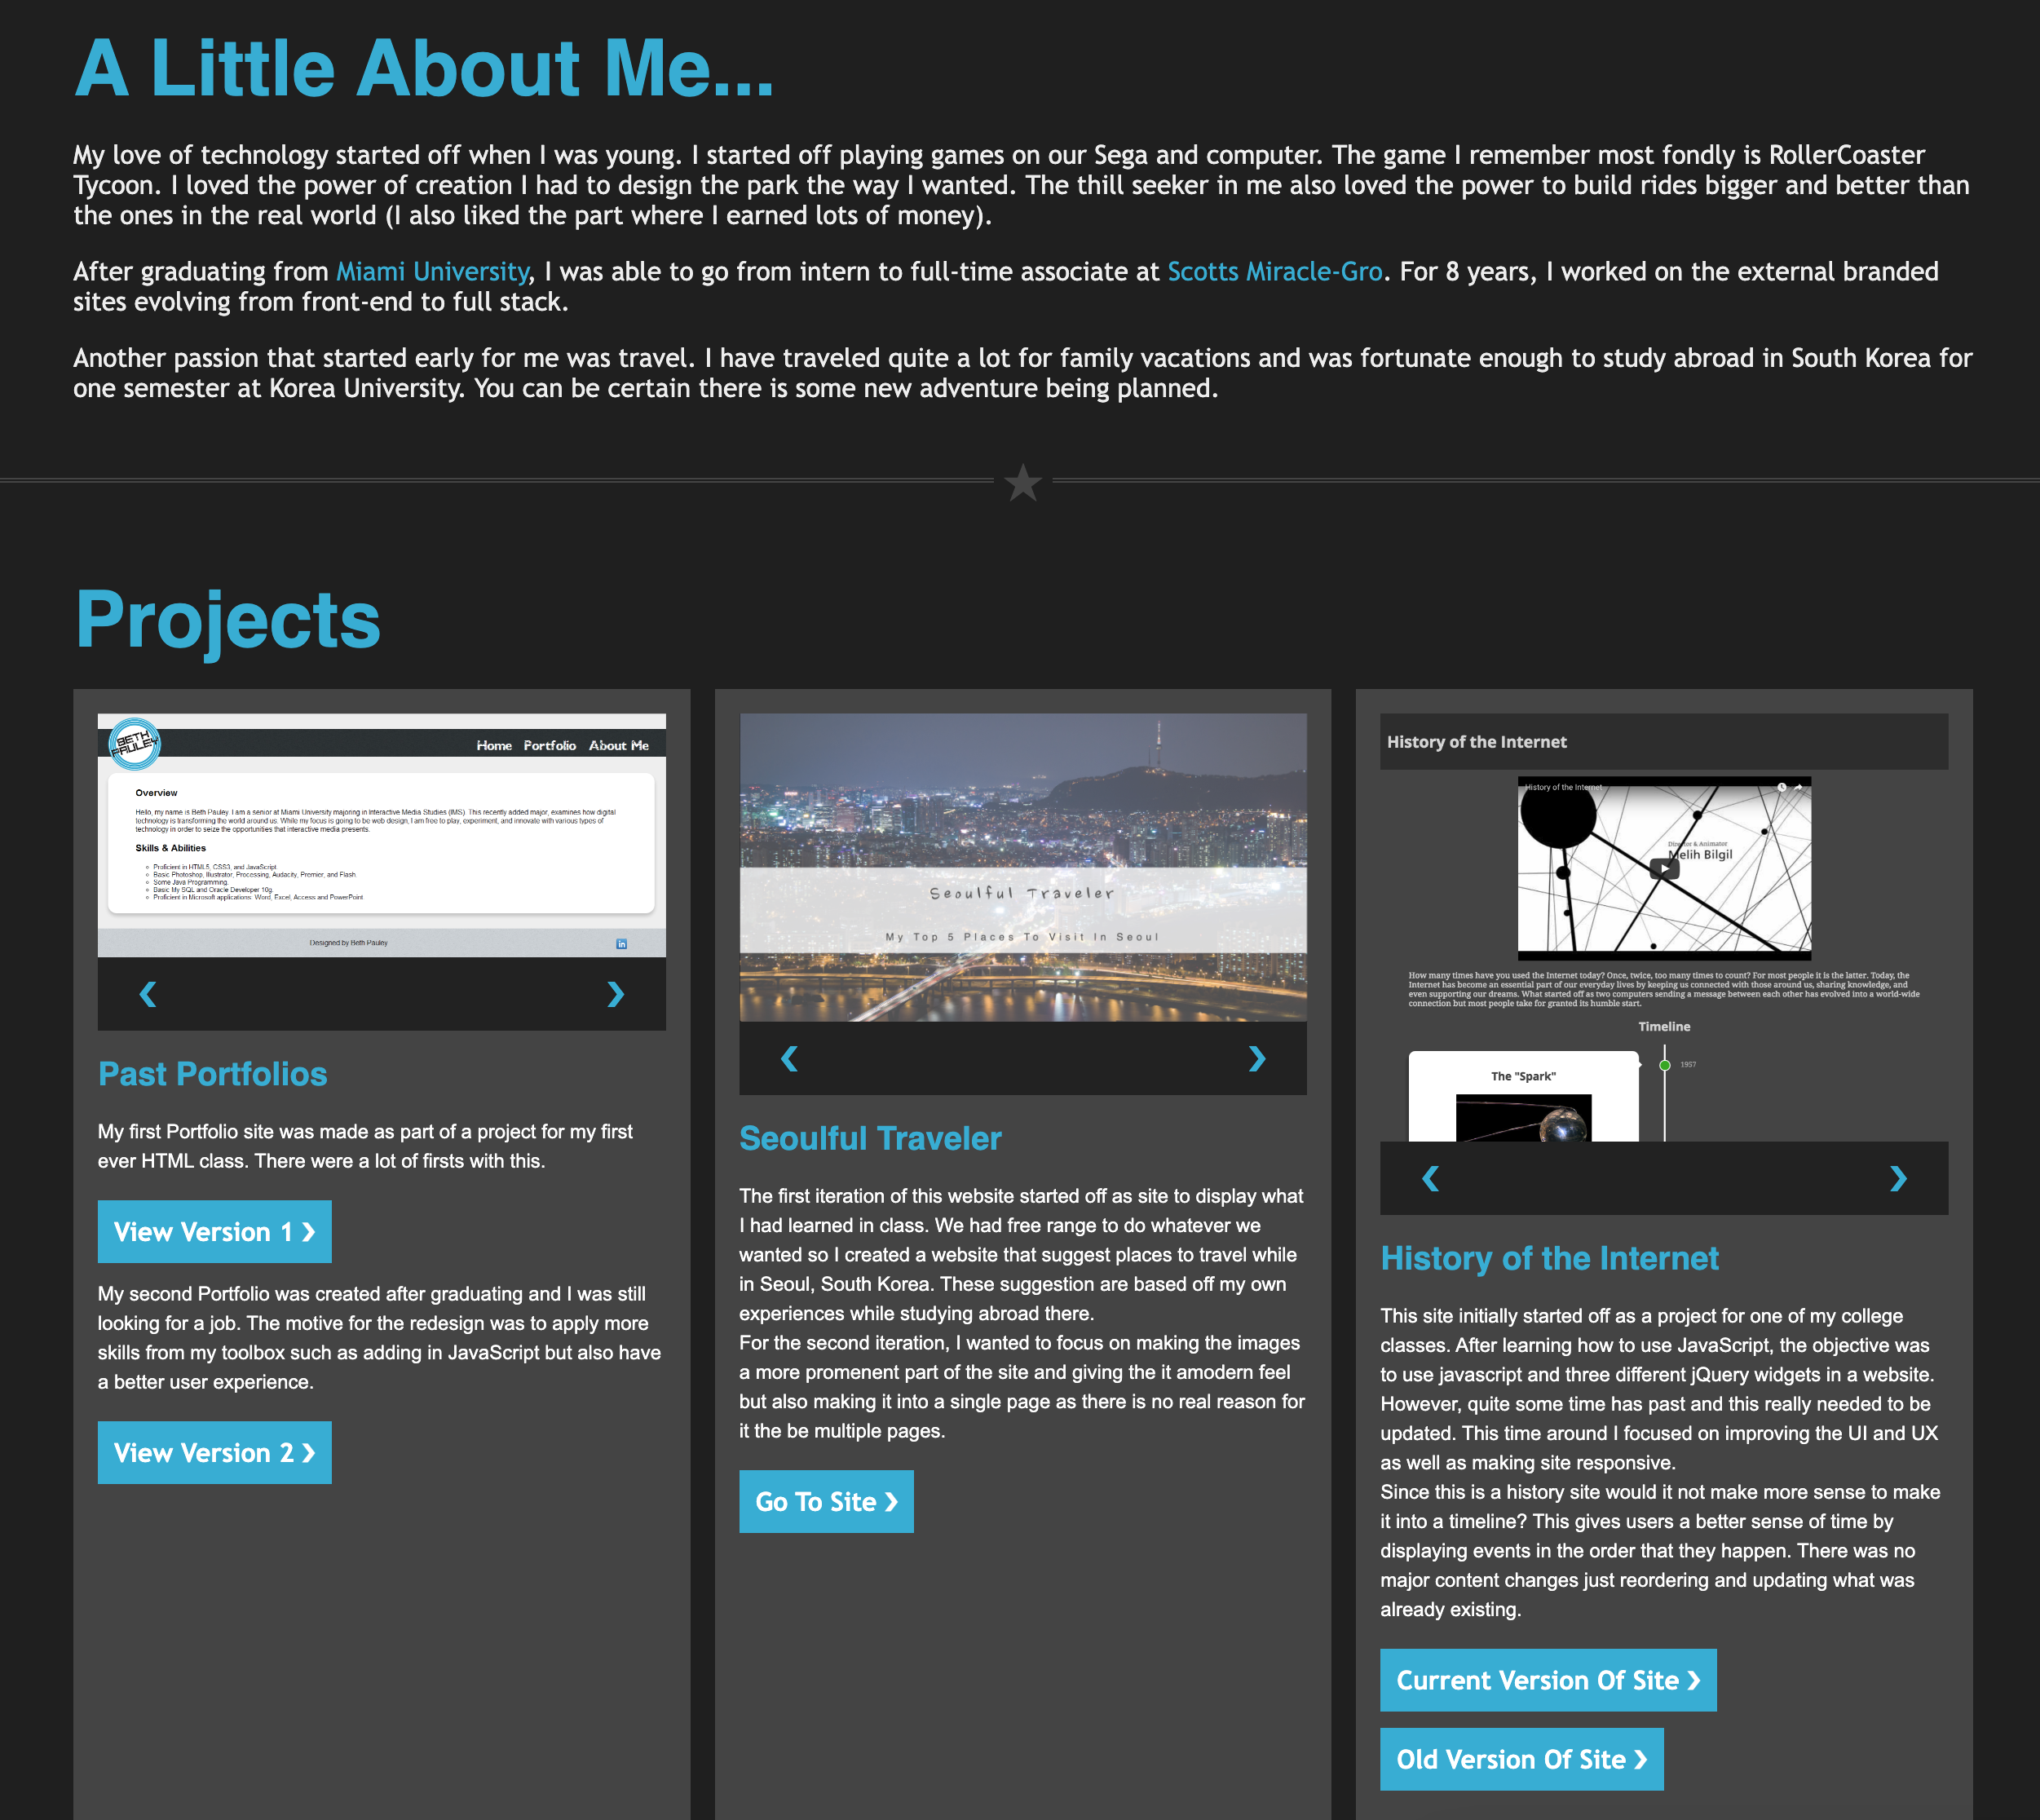 A Little About Me...
My love of technology started off when I was young. I started off playing games on our Sega and computer. The game I remember most fondly is RollerCoaster
Tycoon. I loved the power of creation I had to design the park the way I wanted. The thill seeker in me also loved the power to build rides bigger and better than
the ones in the real world (I also liked the part where I earned lots of money).
After graduating from Miami University, I was able to go from intern to full-time associate at Scotts Miracle-Gro. For 8 years, I worked on the external branded
sites evolving from front-end to full stack.
Another passion that started early for me was travel. I have traveled quite a lot for family vacations and was fortunate enough to study abroad in South Korea for
one semester at Korea University. You can be certain there is some new adventure being planned.
Projects
BETH
PAULEY
Home Portfolio About Me
Overview
Hello, my name is Beth Pauley. I am a senior at Miami University majoring in Interactive Media Studies (IMS). This recently added major, examines how digital
technology is transforming the world around us. While my focus is going to be web design, I am free to play, experiment, and innovate with various types of
technology in order to seize the opportunities that interactive media presents.
Skills & Abilities
Proficient in HTML5, CSS3, and JavaScript
Basic Photoshop, Illustrator, Processing, Audacity, Premier, and Flash
Some Java Programming.
Basic My SQL and Oracle Developer 10g.
Proficient in Microsoft applications: Word, Excel, Access and PowerPoint
Designed by Beth Pauley
in
❮ ❯
Past Portfolios
My first Portfolio site was made as part of a project for my first
ever HTML class. There were a lot of firsts with this.
View Version 1 ❯
My second Portfolio was created after graduating and I was still
looking for a job. The motive for the redesign was to apply more
skills from my toolbox such as adding in JavaScript but also have
a better user experience.
View Version 2 ❯
Seoulful Traveler
My Top 5 Places To Visit In Seoul
❮ ❯
Seoulful Traveler
The first iteration of this website started off as site to display what
I had learned in class. We had free range to do whatever we
wanted so I created a website that suggest places to travel while
in Seoul, South Korea. These suggestion are based off my own
experiences while studying abroad there.
For the second iteration, I wanted to focus on making the images
a more promenent part of the site and giving the it amodern feel
but also making it into a single page as there is no real reason for
it the be multiple pages.
Go To Site ❯
History of the Internet
History of the Internet
Director & Animator
Melih Bilgil
How many times have you used the Internet today? Once, twice, too many times to count? For most people it is the latter. Today, the
Internet has become an essential part of our everyday lives by keeping us connected with those around us, sharing knowledge, and
even supporting our dreams. What started off as two computers sending a message between each other has evolved into a world-wide
connection but most people take for granted its humble start.
Timeline
1957
The "Spark"
❮ ❯
History of the Internet
This site initially started off as a project for one of my college
classes. After learning how to use JavaScript, the objective was
to use javascript and three different jQuery widgets in a website.
However, quite some time has past and this really needed to be
updated. This time around I focused on improving the UI and UX
as well as making site responsive.
Since this is a history site would it not make more sense to make
it into a timeline? This gives users a better sense of time by
displaying events in the order that they happen. There was no
major content changes just reordering and updating what was
already existing.
Current Version Of Site ❯
Old Version Of Site ❯